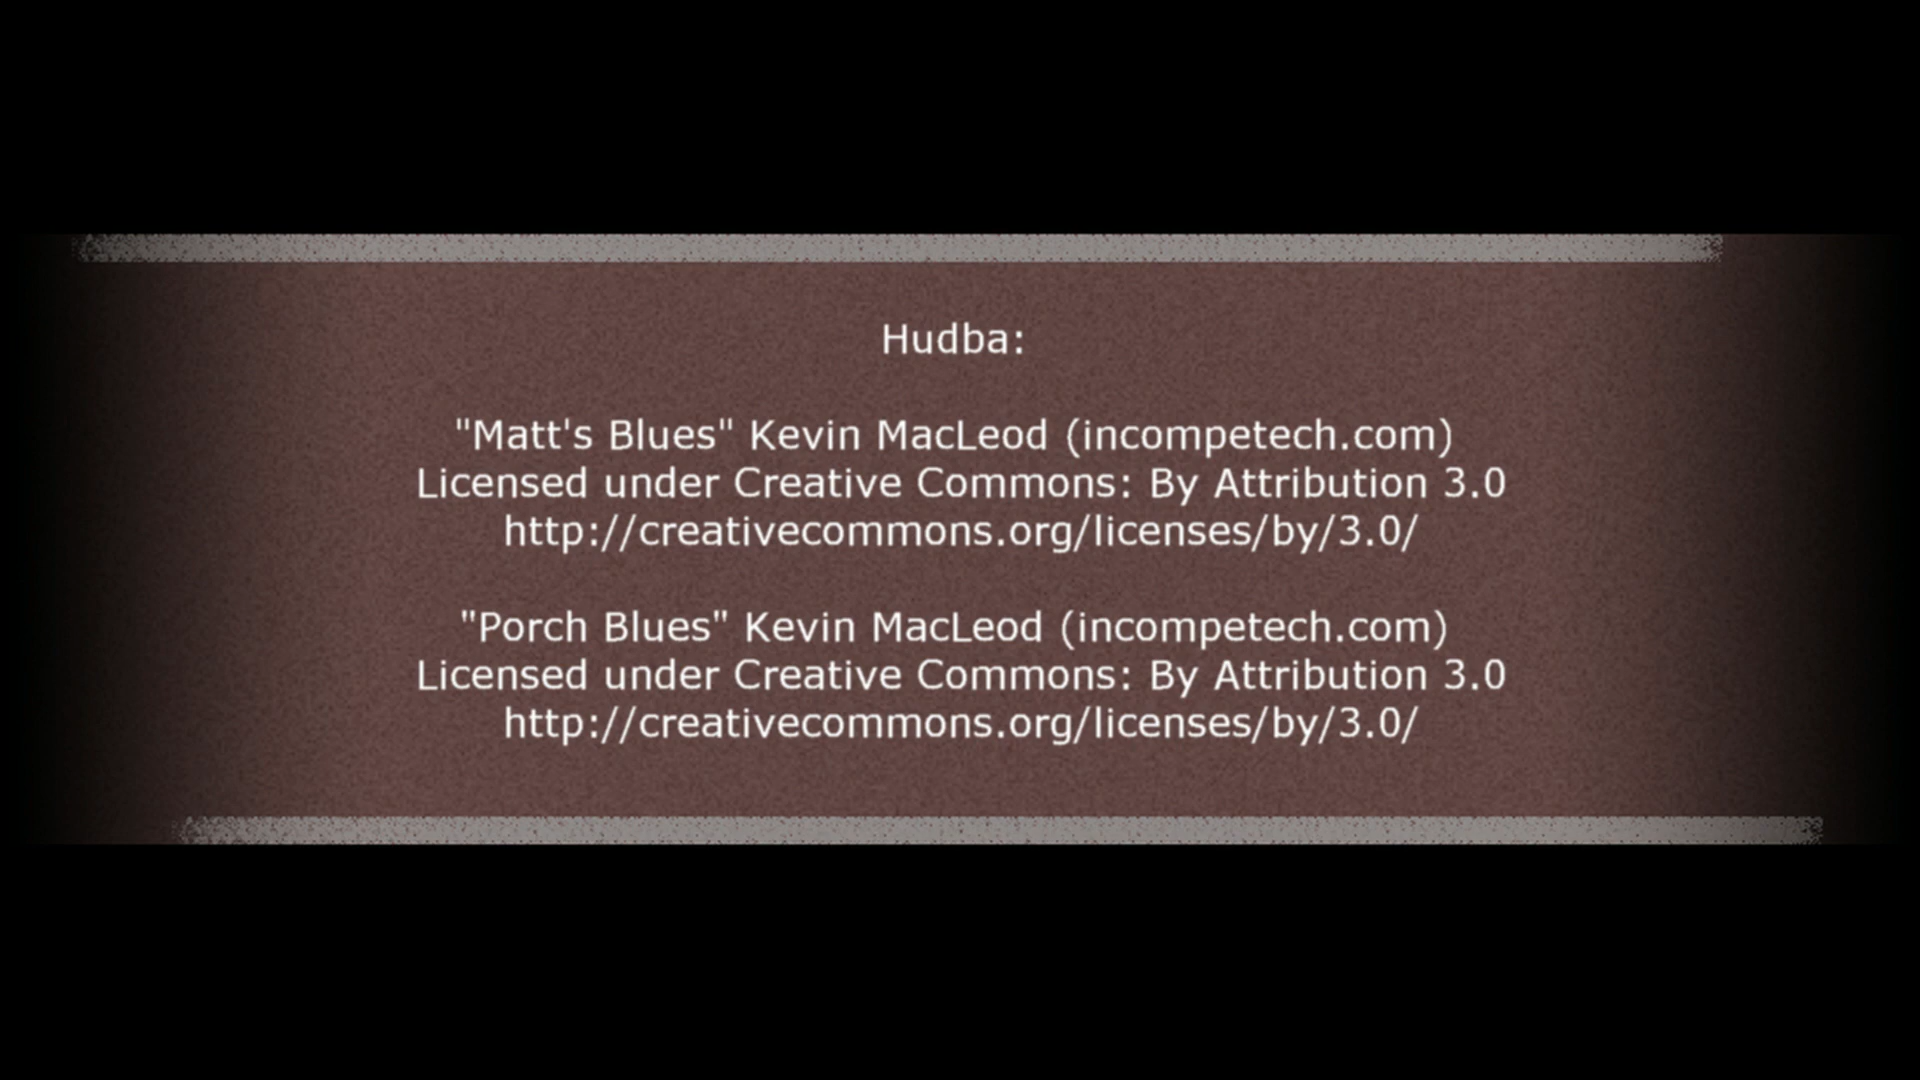 Hudba:
"Matt's Blues" Kevin MacLeod (incompetech.com)
Licensed under Creative Commons: By Attribution 3.0
http://creativecommons.org/licenses/by/3.0/
"Porch Blues" Kevin MacLeod (incompetech.com)
Licensed under Creative Commons: By Attribution 3.0
http://creativecommons.org/licenses/by/3.0/